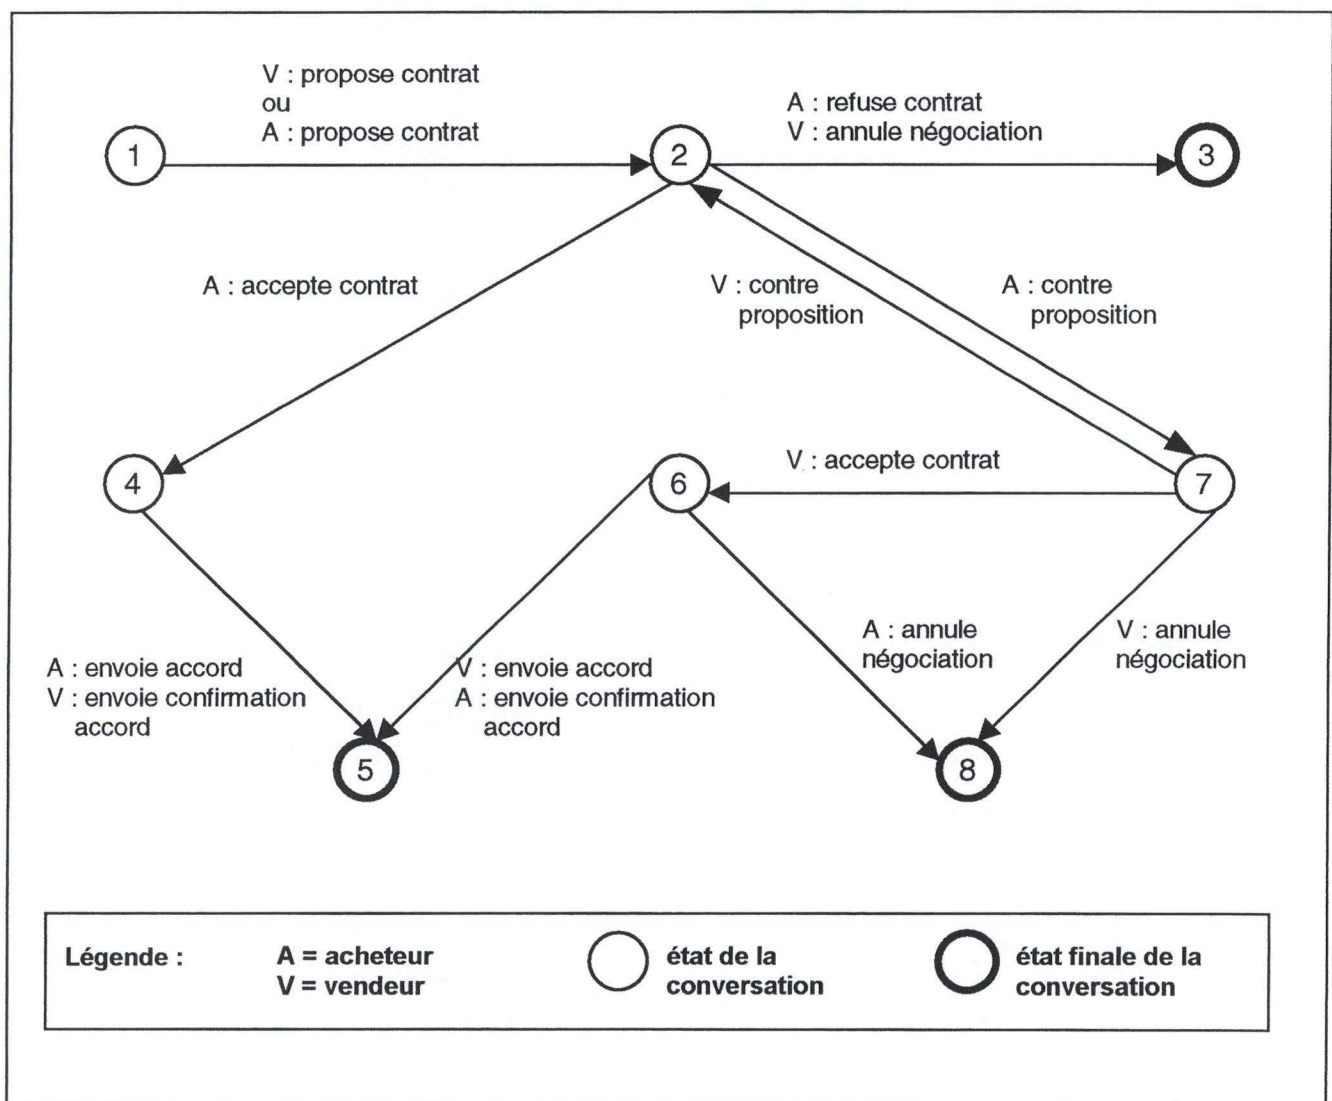 V : propose contrat
ou
A : propose contrat
A : refuse contrat
V : annule négociation
1
2
3
A : accepte contrat
V : contre
proposition
A : contre
proposition
V : accepte contrat
4
6
7
A : annule
négociation
V : annule
négociation
A : envoie accord
V : envoie confirmation
accord
V : envoie accord
A : envoie confirmation
accord
5
8
Légende :
A = acheteur
V = vendeur
état de la
conversation
état finale de la
conversation